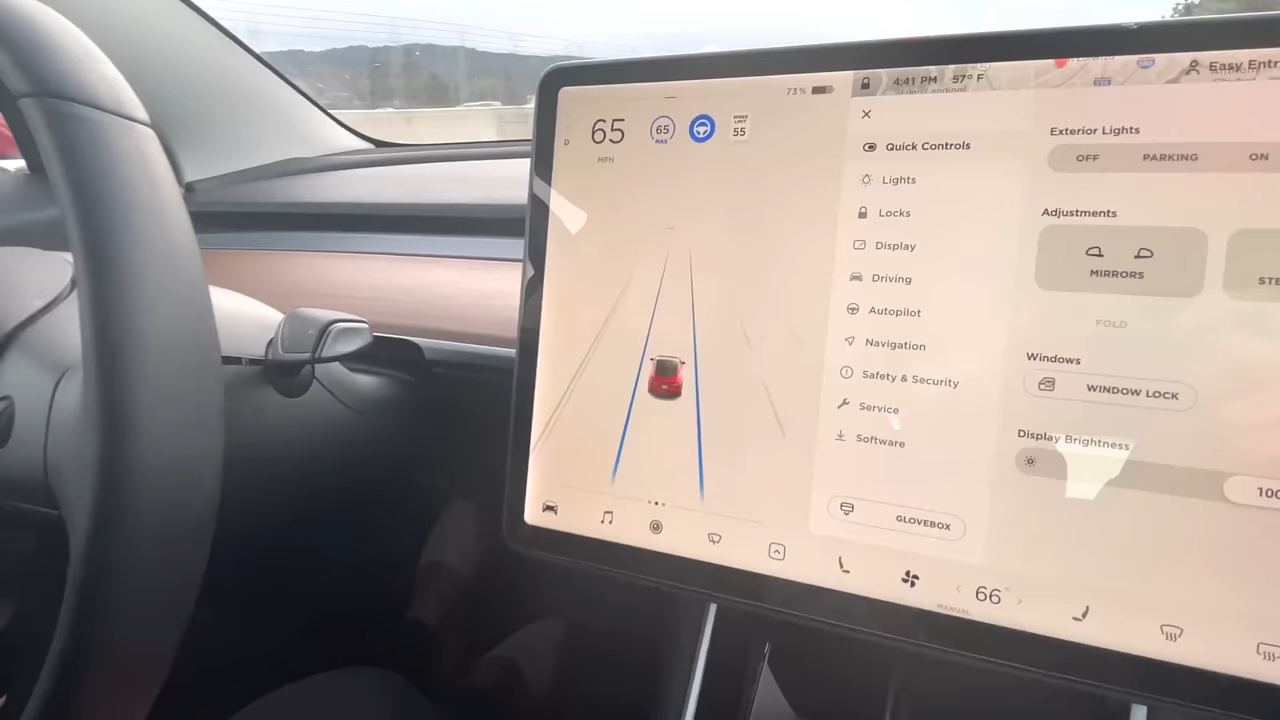 73%
4:41 PM 57° F
Easy Entr
D
65
MPH
65
MAX
SPEED
LIMIT
55
Quick Controls
Lights
Locks
Display
Driving
Autopilot
Navigation
Safety & Security
Service
Software
GLOVEBOX
Exterior Lights
OFF PARKING ON
Adjustments
MIRRORS
STE
FOLD
Windows
WINDOW LOCK
Display Brightness
100
66
MANUAL